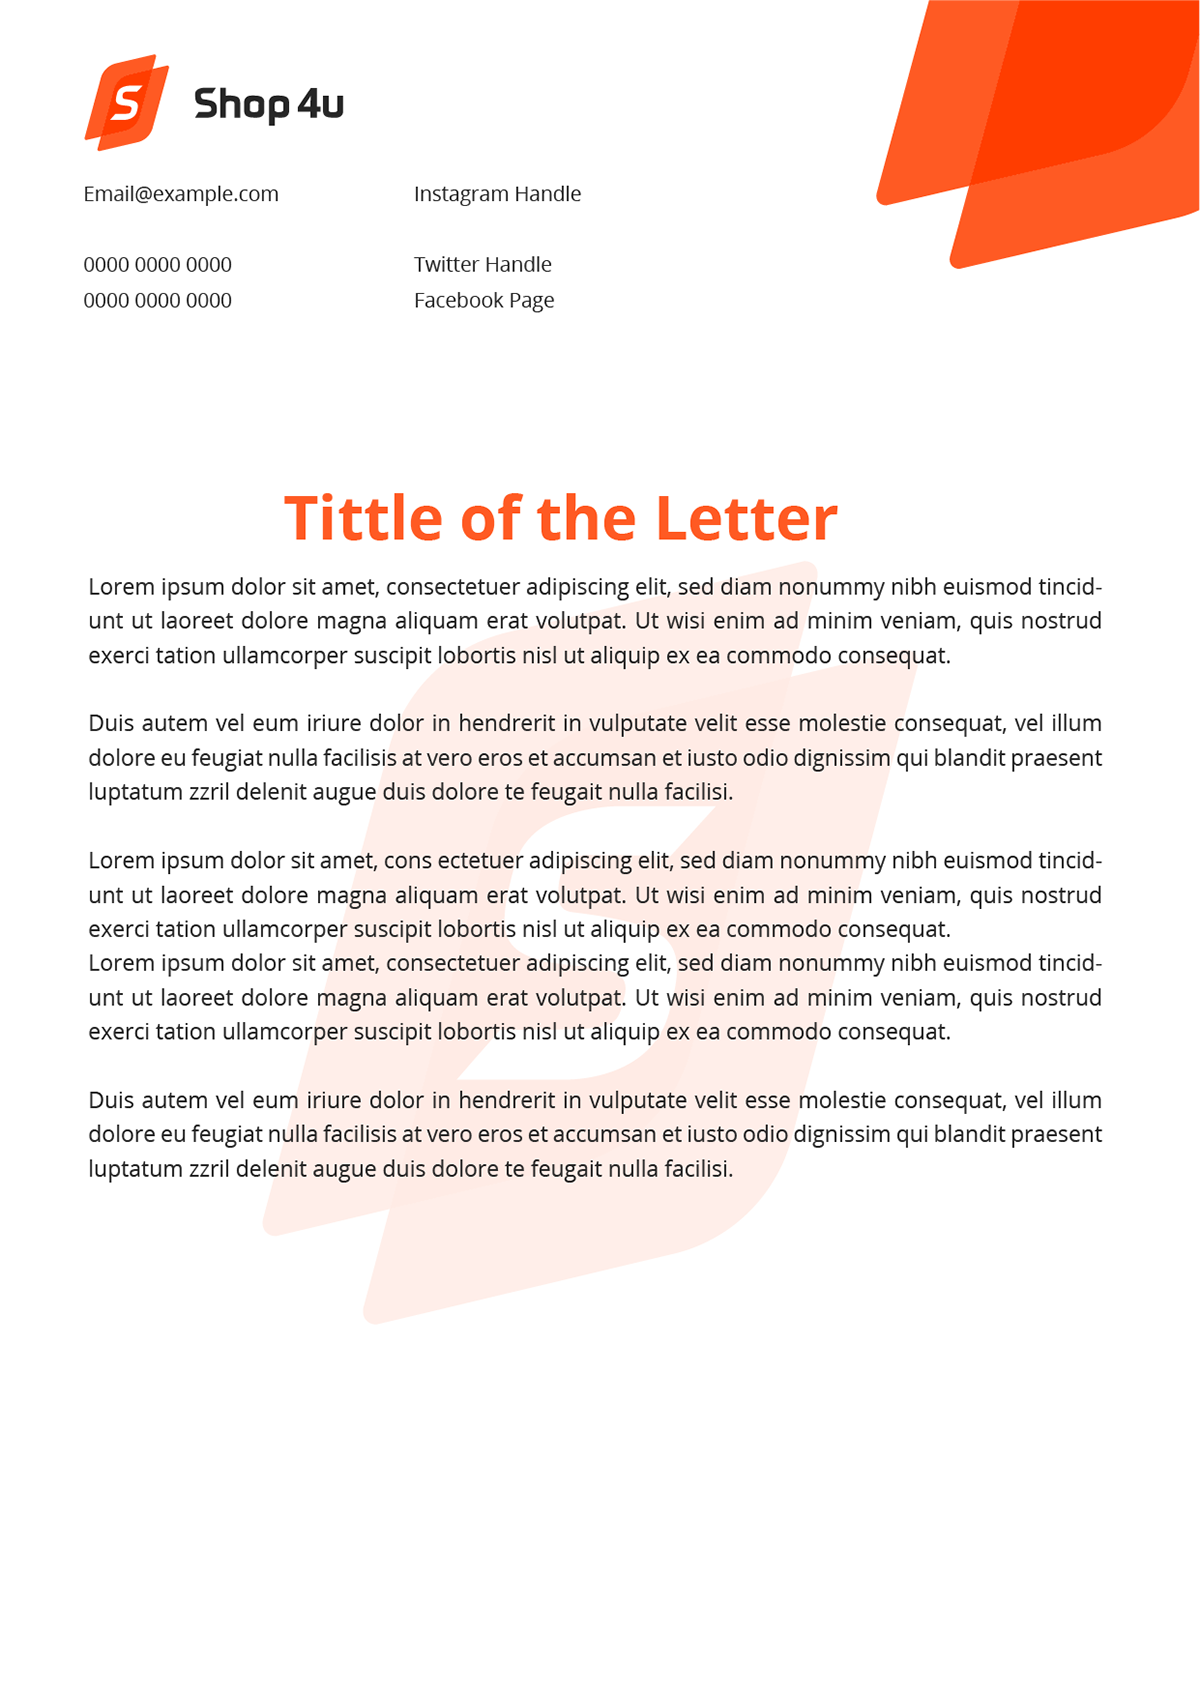 S
Shop 4u
Email@example.com
Instagram Handle
0000 0000 0000
Twitter Handle
0000 0000 0000
Facebook Page
Tittle of the Letter
Lorem ipsum dolor sit amet, consectetuer adipiscing elit, sed diam nonummy nibh euismod tincid-
unt ut laoreet dolore magna aliquam erat volutpat. Ut wisi enim ad minim veniam, quis nostrud
exerci tation ullamcorper suscipit lobortis nisl ut aliquip ex ea commodo consequat.
Duis autem vel eum iriure dolor in hendrerit in vulputate velit esse molestie consequat, vel illum
dolore eu feugiat nulla facilisis at vero eros et accumsan et iusto odio dignissim qui blandit praesent
luptatum zzril delenit augue duis dolore te feugait nulla facilisi.
Lorem ipsum dolor sit amet, cons ectetuer adipiscing elit, sed diam nonummy nibh euismod tincid-
unt ut laoreet dolore magna aliquam erat volutpat. Ut wisi enim ad minim veniam, quis nostrud
exerci tation ullamcorper suscipit lobortis nisl ut aliquip ex ea commodo consequat.
Lorem ipsum dolor sit amet, consectetuer adipiscing elit, sed diam nonummy nibh euismod tincid-
unt ut laoreet dolore magna aliquam erat volutpat. Ut wisi enim ad minim veniam, quis nostrud
exerci tation ullamcorper suscipit lobortis nisl ut aliquip ex ea commodo consequat.
Duis autem vel eum iriure dolor in hendrerit in vulputate velit esse molestie consequat, vel illum
dolore eu feugiat nulla facilisis at vero eros et accumsan et iusto odio dignissim qui blandit praesent
luptatum zzril delenit augue duis dolore te feugait nulla facilisi.
S